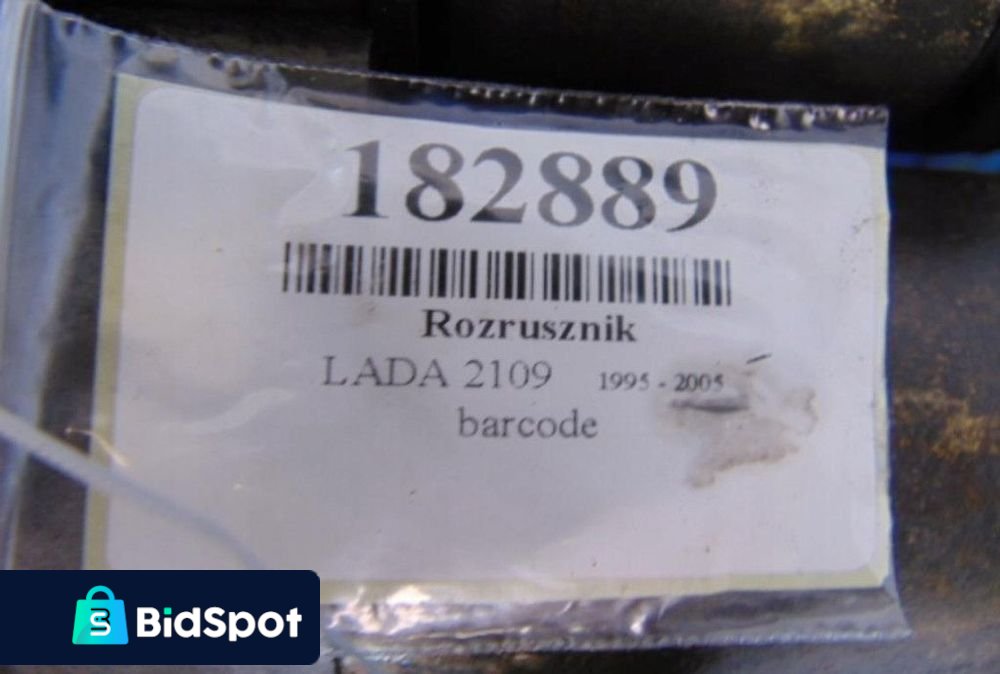 182889
Rozrusznik
LADA 2109 1995 - 2005
barcode
BidSpot